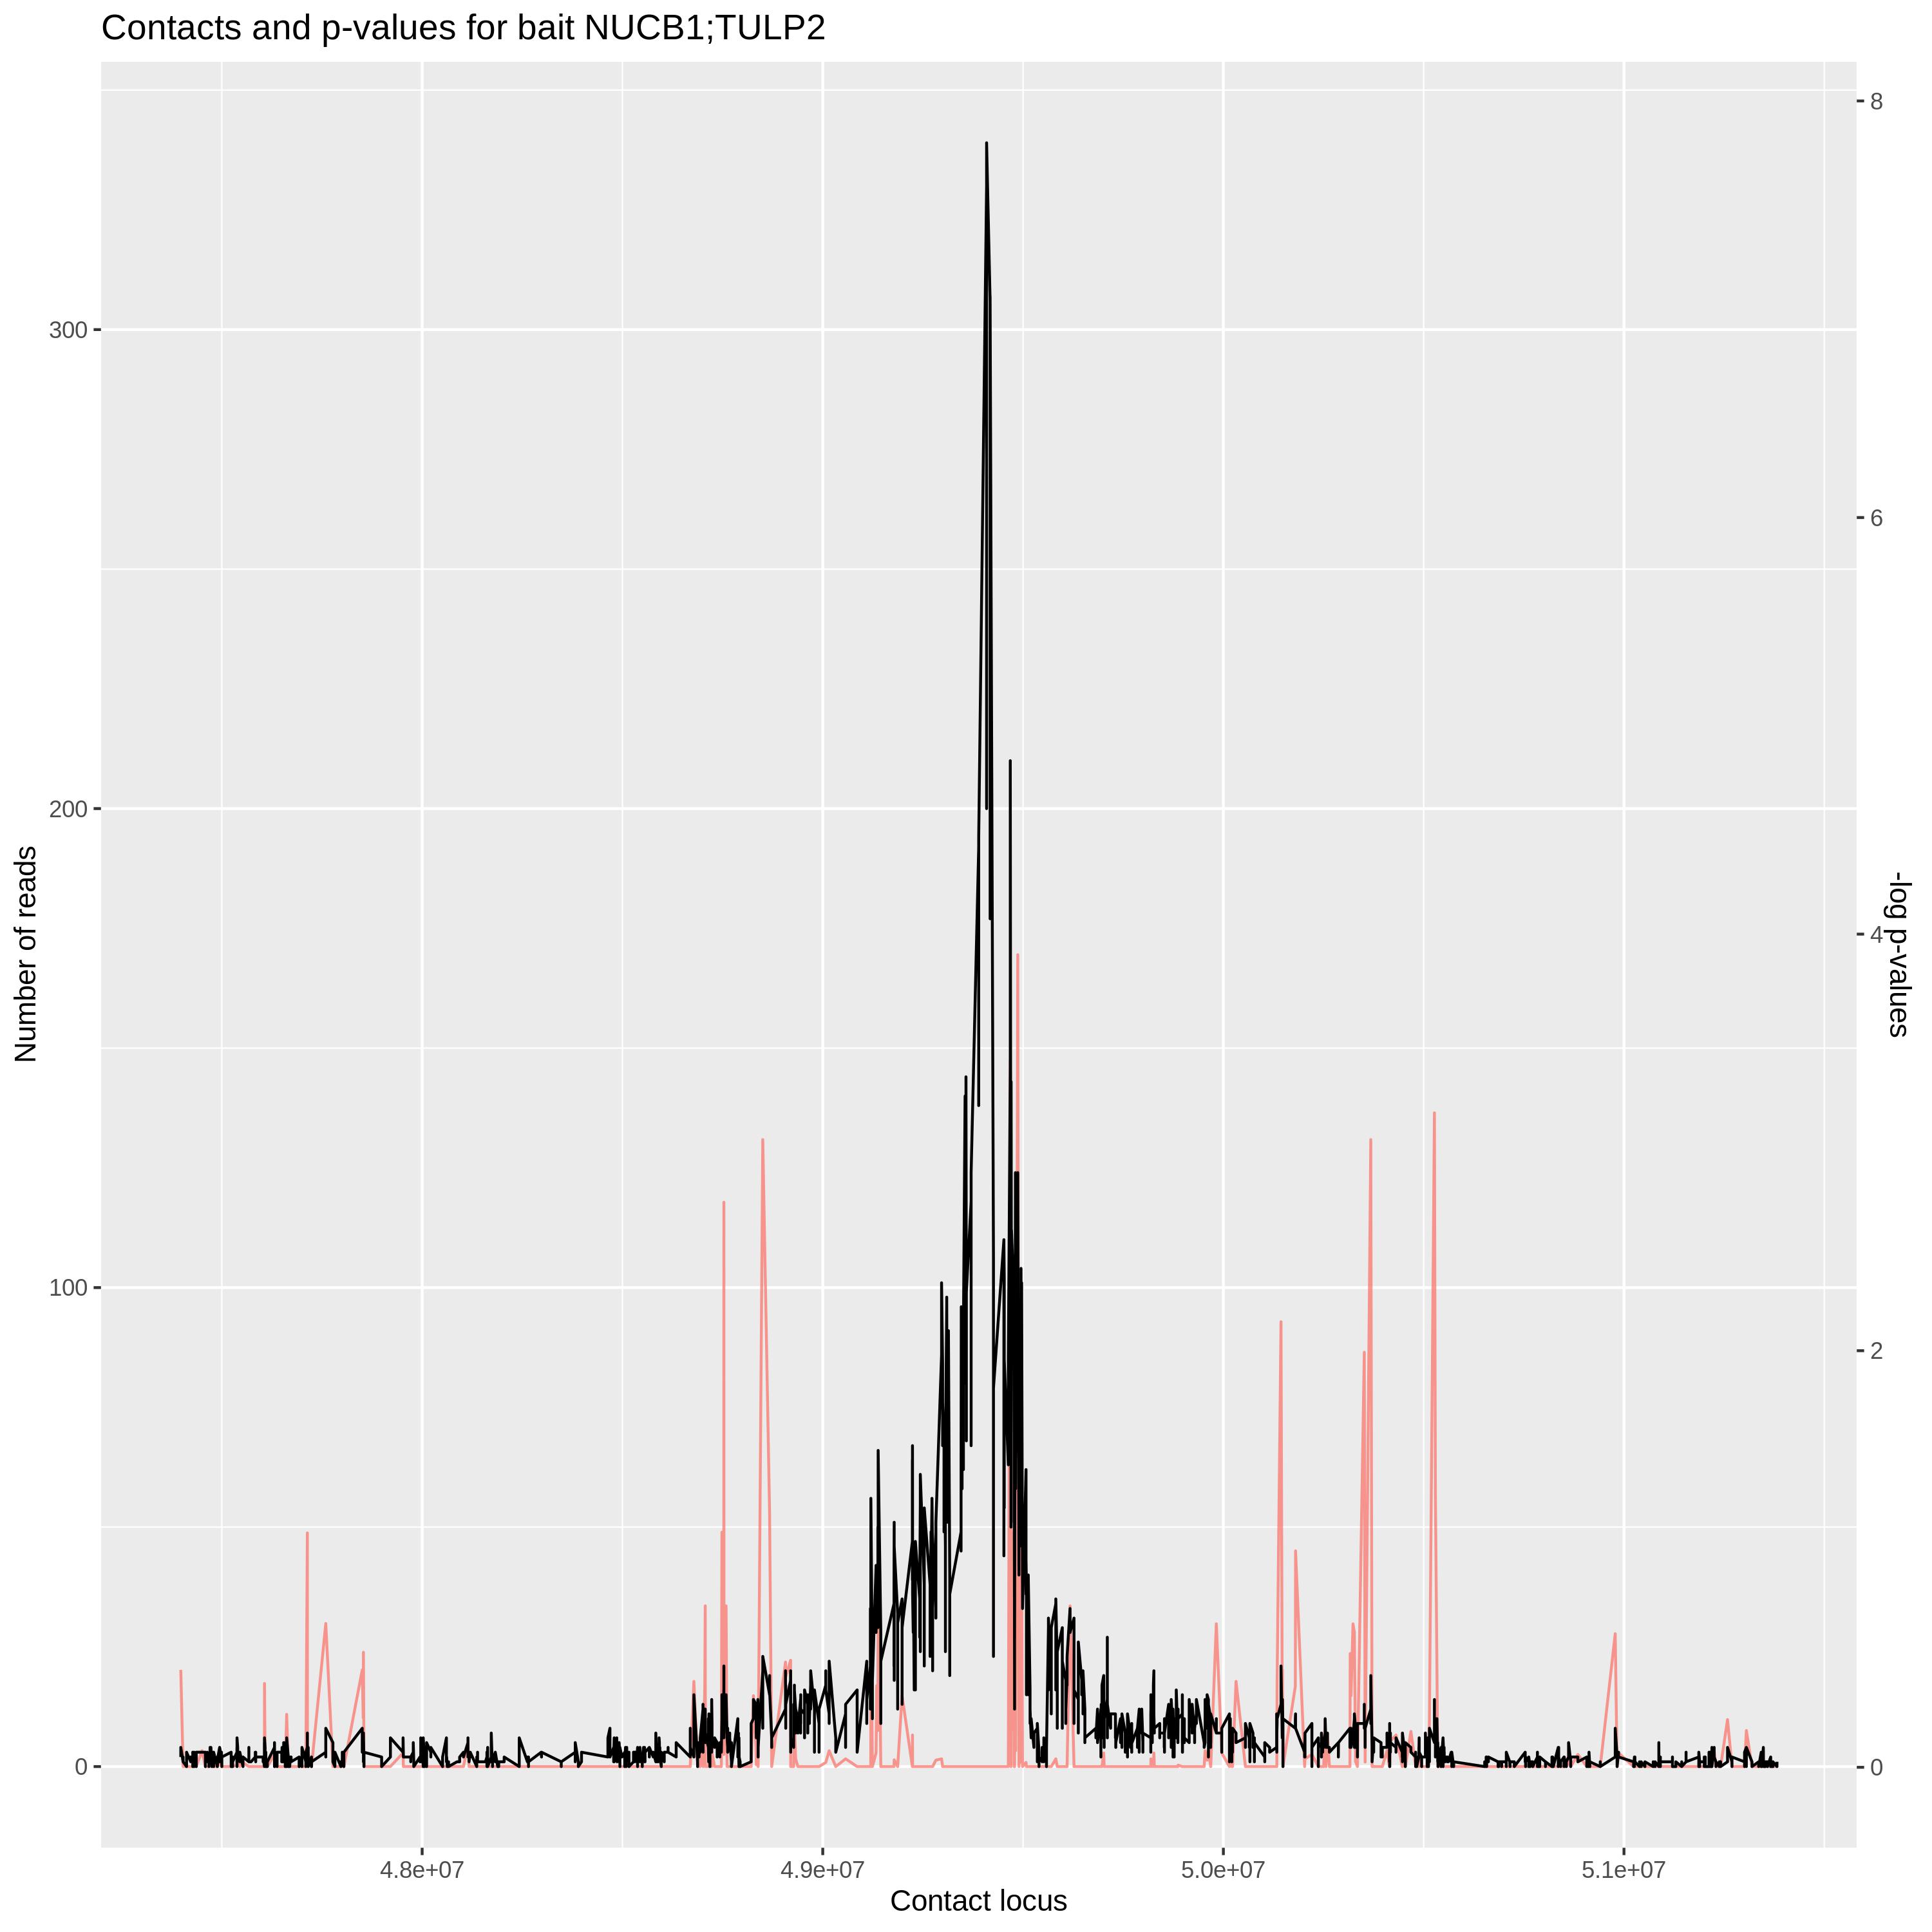 Contacts and p-values for bait NUCB1;TULP2
Number of reads
300
200
100
0
8
6
4
2
0
-log p-values
4.8e+07
4.9e+07
5.0e+07
5.1e+07
Contact locus